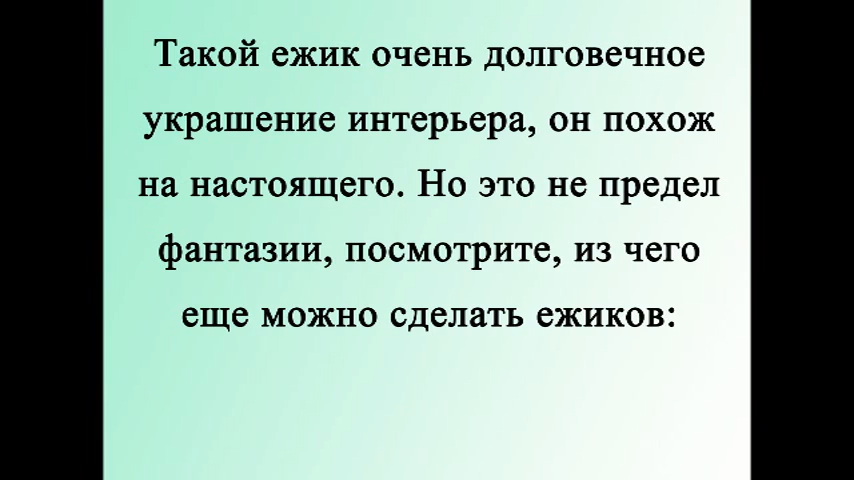 Такой ежик очень долговечное
украшение интерьера, он похож
на настоящего. Но это не предел
фантазии, посмотрите, из чего
еще можно сделать ежиков: